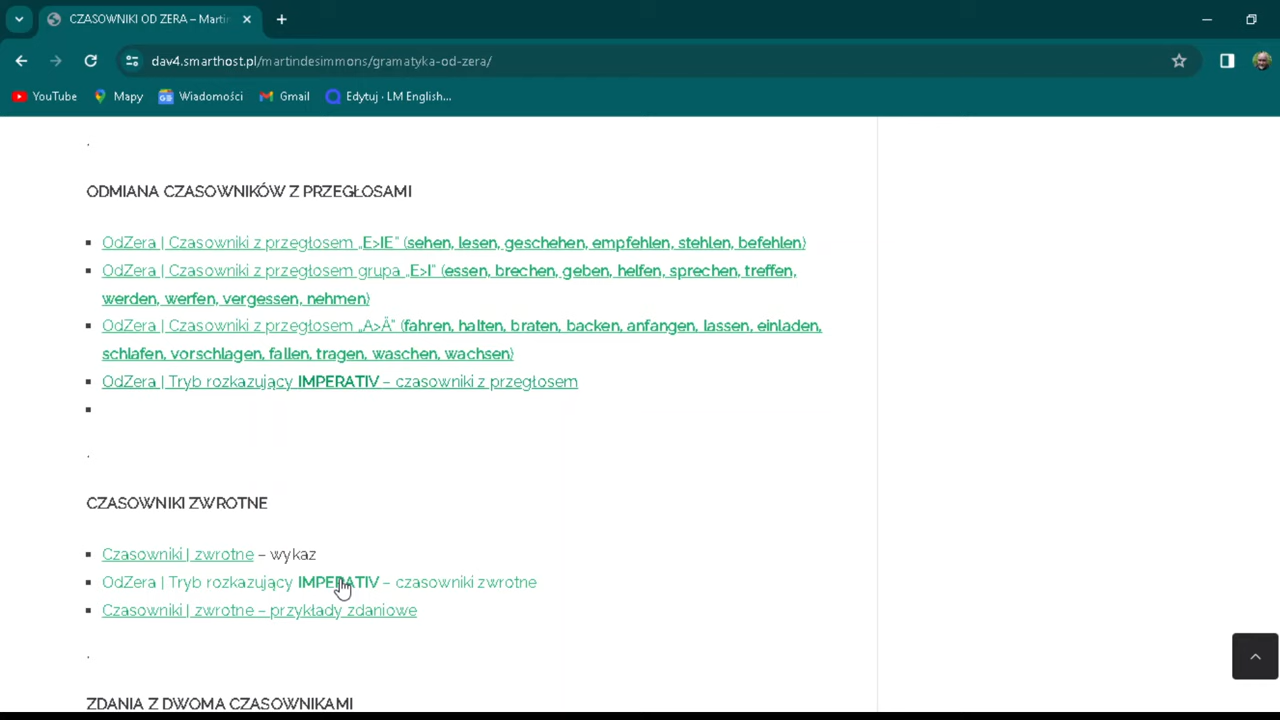 CZASOWNIKI OD ZERA – Martin
dav4.smarthost.pl/martindesimmons/gramatyka-od-zera/
YouTube
Mapy
Wiadomości
Gmail
Edytuj · LM English...
.
ODMIANA CZASOWNIKÓW Z PRZEGŁOSAMI
OdZera | Czasowniki z przegłosem „E>IE” (sehen, lesen, geschehen, empfehlen, stehlen, befehlen)
OdZera | Czasowniki z przegłosem grupa „E>I” (essen, brechen, geben, helfen, sprechen, treffen,
werden, werfen, vergessen, nehmen)
OdZera | Czasowniki z przegłosem „A>Ä” (fahren, halten, braten, backen, anfangen, lassen, einladen,
schlafen, vorschlagen, fallen, tragen, waschen, wachsen)
OdZera | Tryb rozkazujący IMPERATIV – czasowniki z przegłosem
.
CZASOWNIKI ZWROTNE
Czasowniki | zwrotne – wykaz
OdZera | Tryb rozkazujący IMPERATIV – czasowniki zwrotne
Czasowniki | zwrotne – przykłady zdaniowe
.
ZDANIA Z DWOMA CZASOWNIKAMI